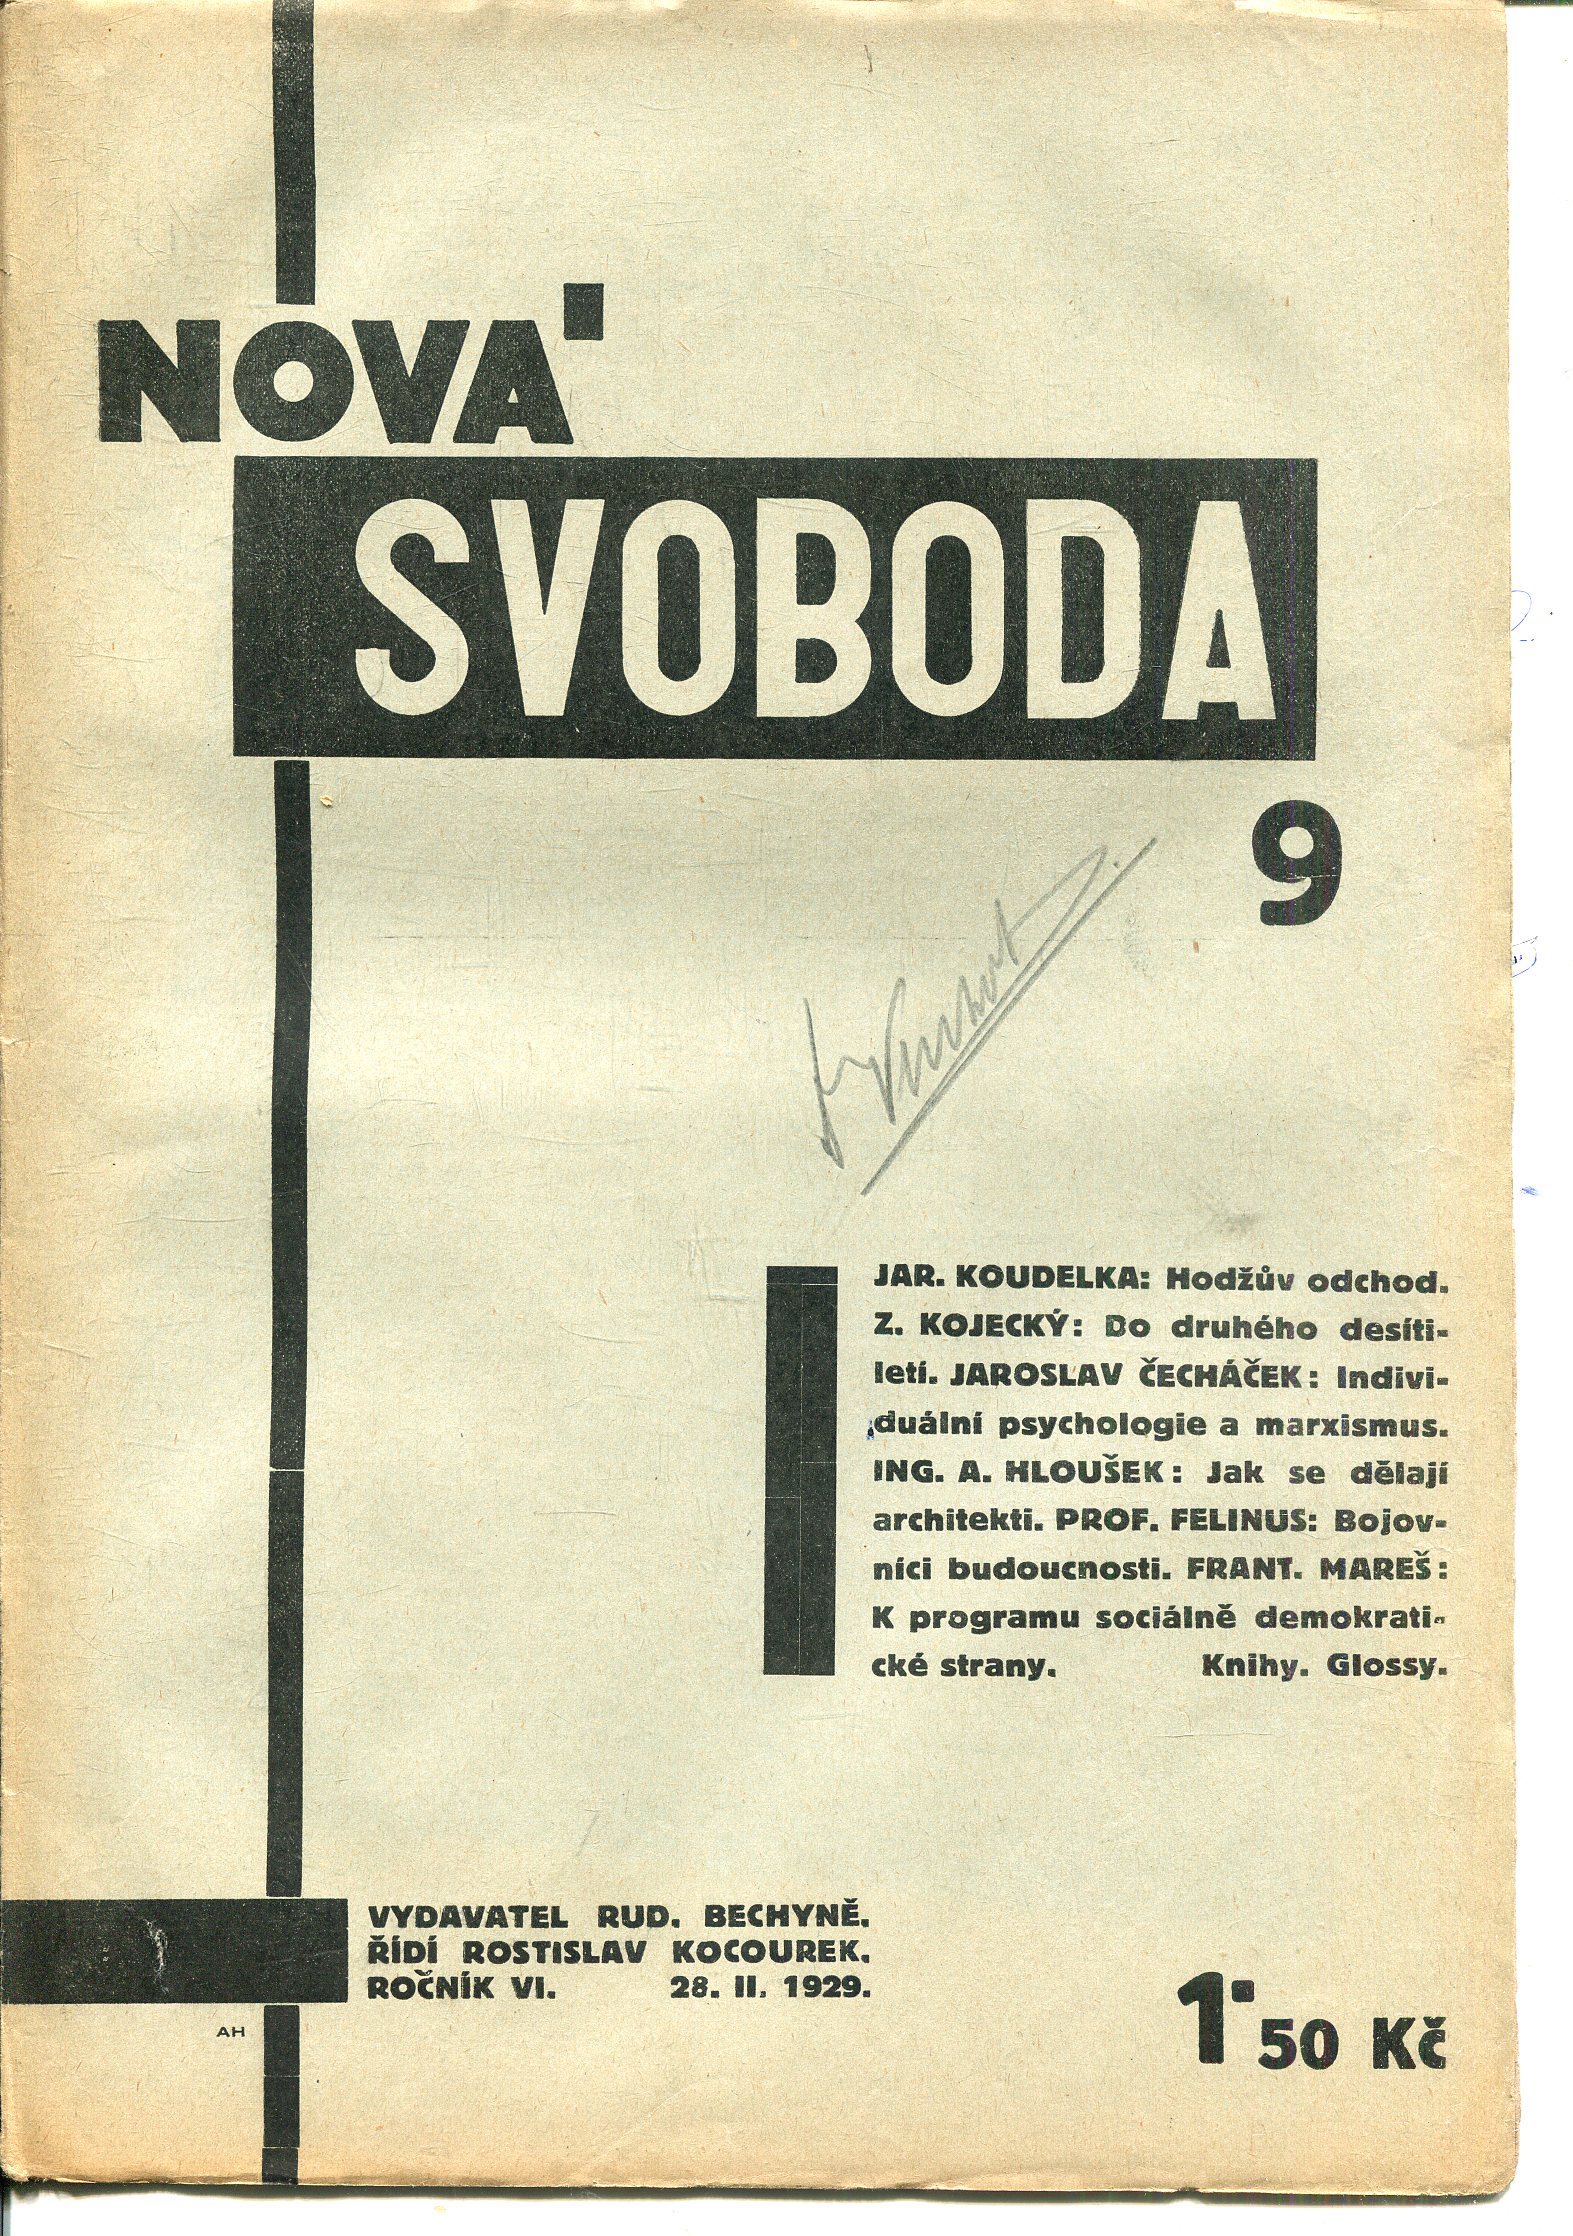 NOVÁ
SVOBODA
9
JAR. KOUDELKA: Hodžův odchod.
Z. KOJECKÝ: Do druhého desíti-
letí. JAROSLAV ČECHÁČEK: Indivi-
duální psychologie a marxismus.
ING. A. HLOUŠEK: Jak se dělají
architekti. PROF. FELINUS: Bojov-
níci budoucnosti. FRANT. MAREŠ:
K programu sociálně demokrati-
cké strany. Knihy. Glossy.
VYDAVATEL RUD. BECHYNĚ.
ŘÍDÍ ROSTISLAV KOCOUREK.
ROČNÍK VI. 28. II. 1929.
AH
1·50 Kč